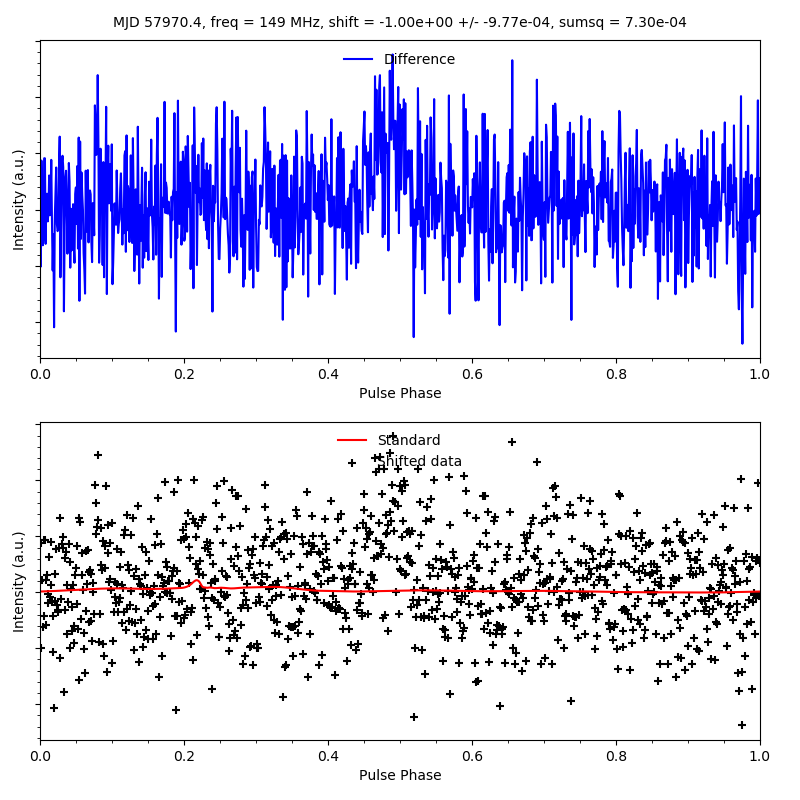 MJD 57970.4, freq = 149 MHz, shift = -1.00e+00 +/- -9.77e-04, sumsq = 7.30e-04
Difference
Intensity (a.u.)
0.0 0.2 0.4 0.6 0.8 1.0
Pulse Phase
Standard
Shifted data
Intensity (a.u.)
0.0 0.2 0.4 0.6 0.8 1.0
Pulse Phase